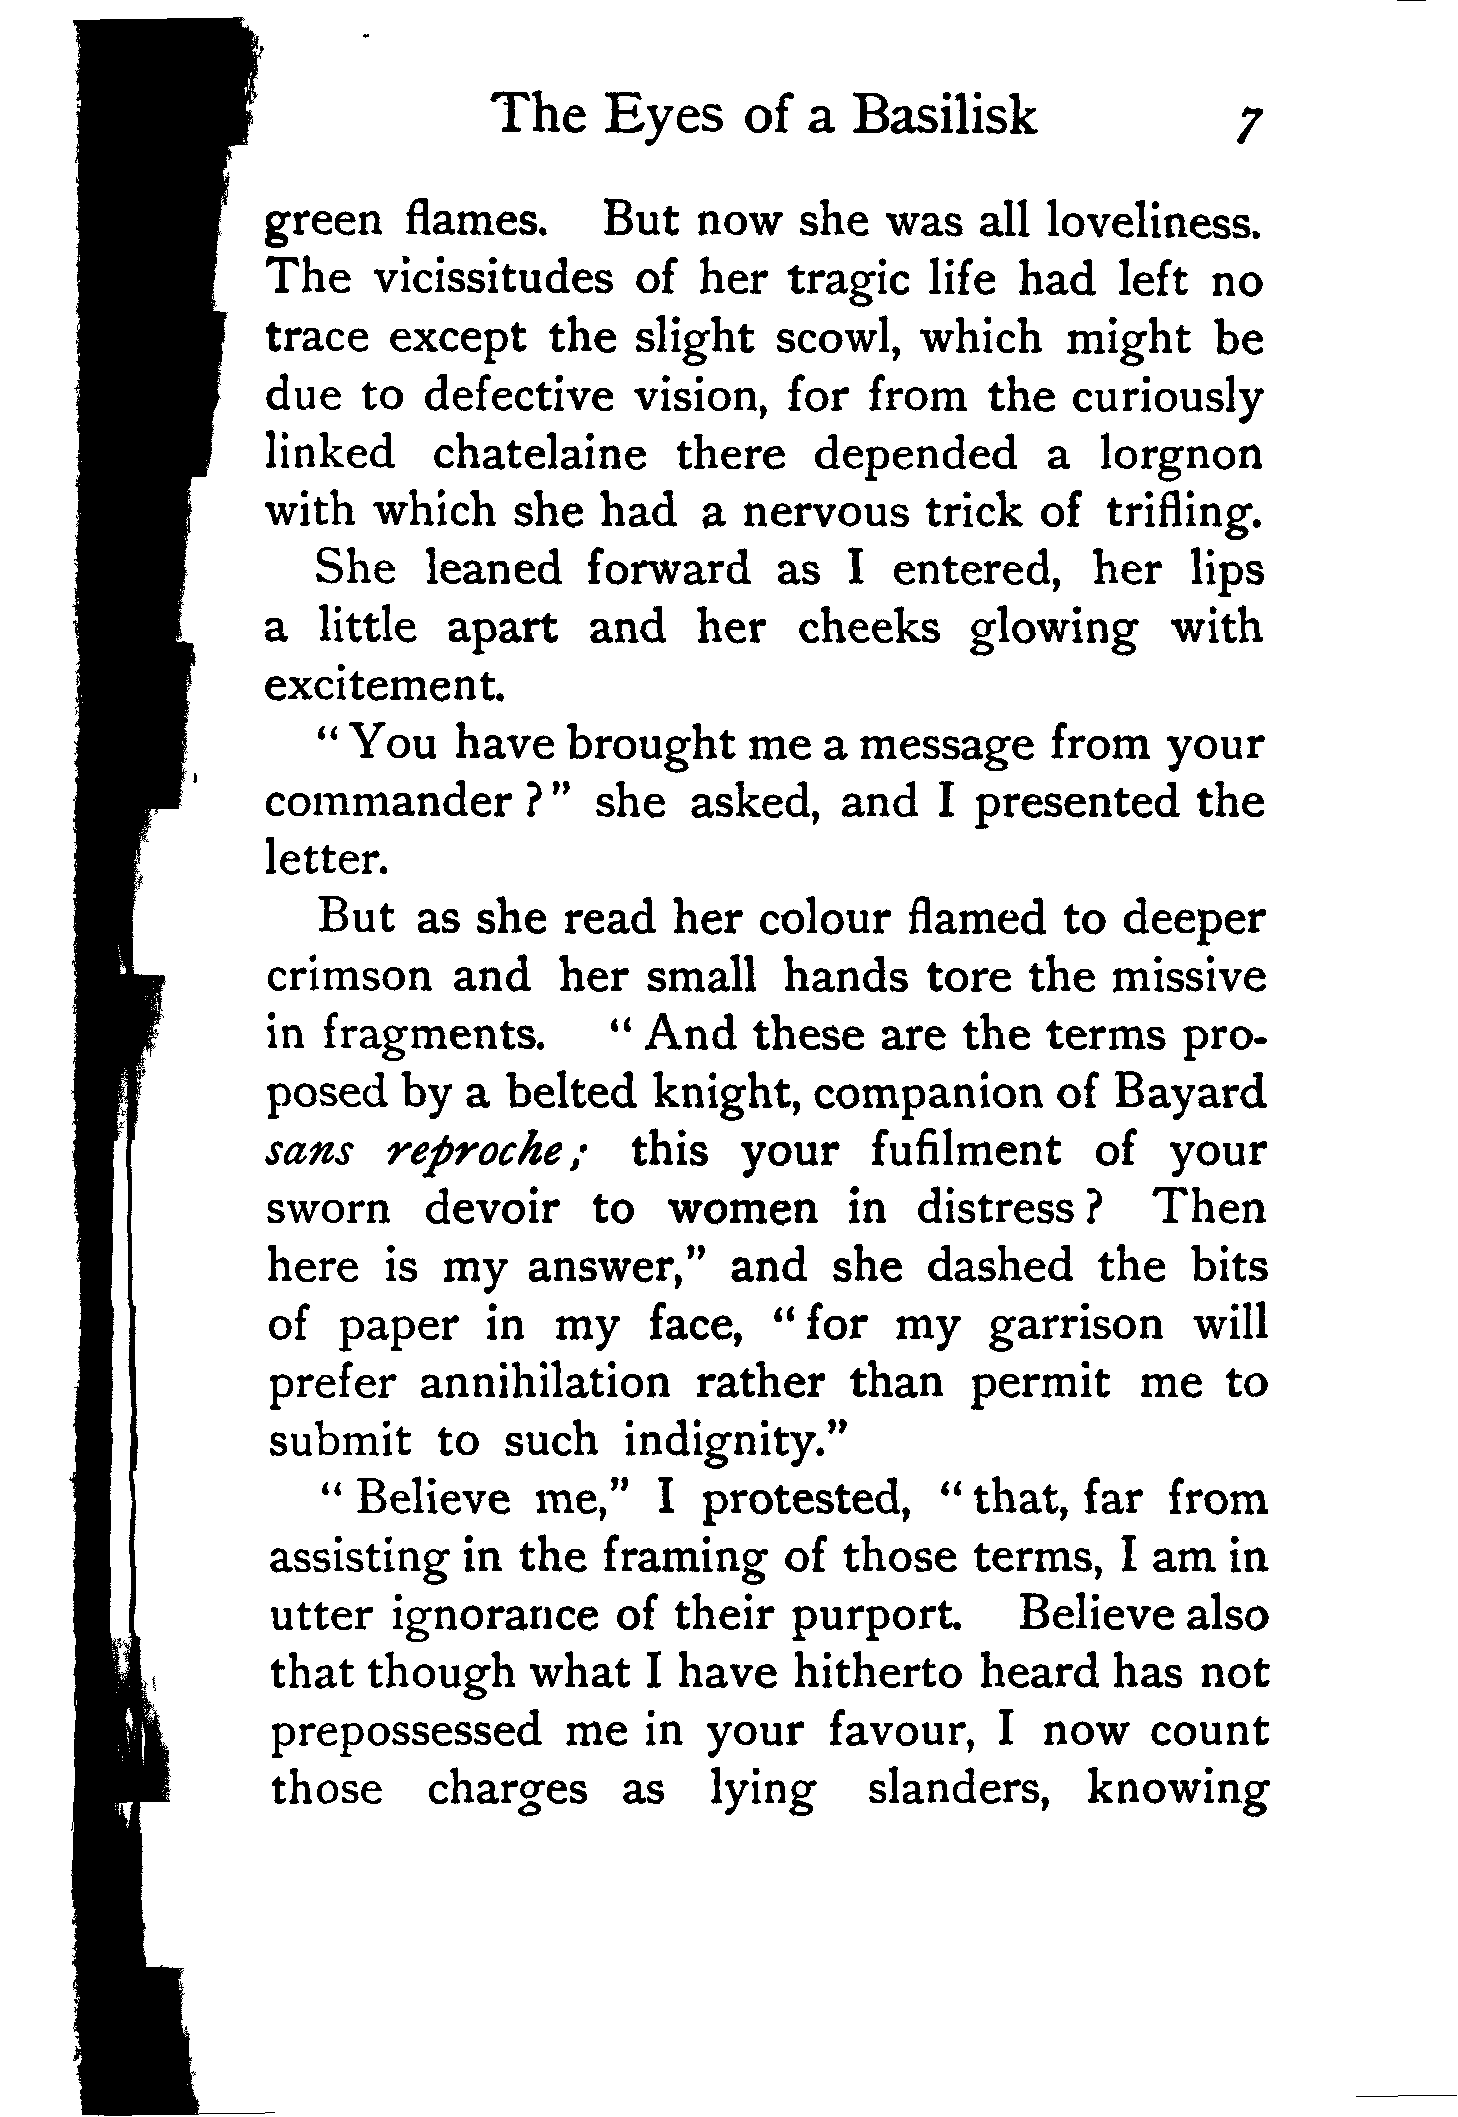 The Eyes of a Basilisk 7
green flames. But now she was all loveliness.
The vicissitudes of her tragic life had left no
trace except the slight scowl, which might be
due to defective vision, for from the curiously
linked chatelaine there depended a lorgnon
with which she had a nervous trick of trifling.
She leaned forward as I entered, her lips
a little apart and her cheeks glowing with
excitement.
“ You have brought me a message from your
commander ? ” she asked, and I presented the
letter.
But as she read her colour flamed to deeper
crimson and her small hands tore the missive
in fragments. “ And these are the terms pro-
posed by a belted knight, companion of Bayard
sans reproche ; this your fufilment of your
sworn devoir to women in distress ? Then
here is my answer,” and she dashed the bits
of paper in my face, “ for my garrison will
prefer annihilation rather than permit me to
submit to such indignity.”
“ Believe me,” I protested, “ that, far from
assisting in the framing of those terms, I am in
utter ignorance of their purport. Believe also
that though what I have hitherto heard has not
prepossessed me in your favour, I now count
those charges as lying slanders, knowing